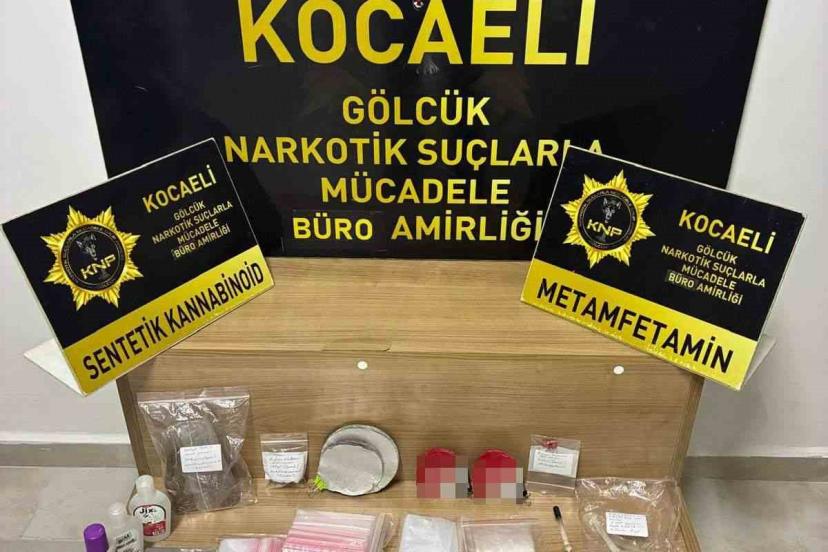 KOCAELİ
GÖLCÜK
NARKOTİK SUÇLARLA
MÜCADELE
BÜRO AMİRLİĞİ
KOCAELİ
GÖLCÜK
NARKOTİK SUÇLARLA
MÜCADELE
BÜRO AMİRLİĞİ
KNP
SENTETİK KANNABİNOİD
KOCAELİ
GÖLCÜK
NARKOTİK SUÇLARLA
MÜCADELE
BÜRO AMİRLİĞİ
KNP
METAMFETAMİN
Jix